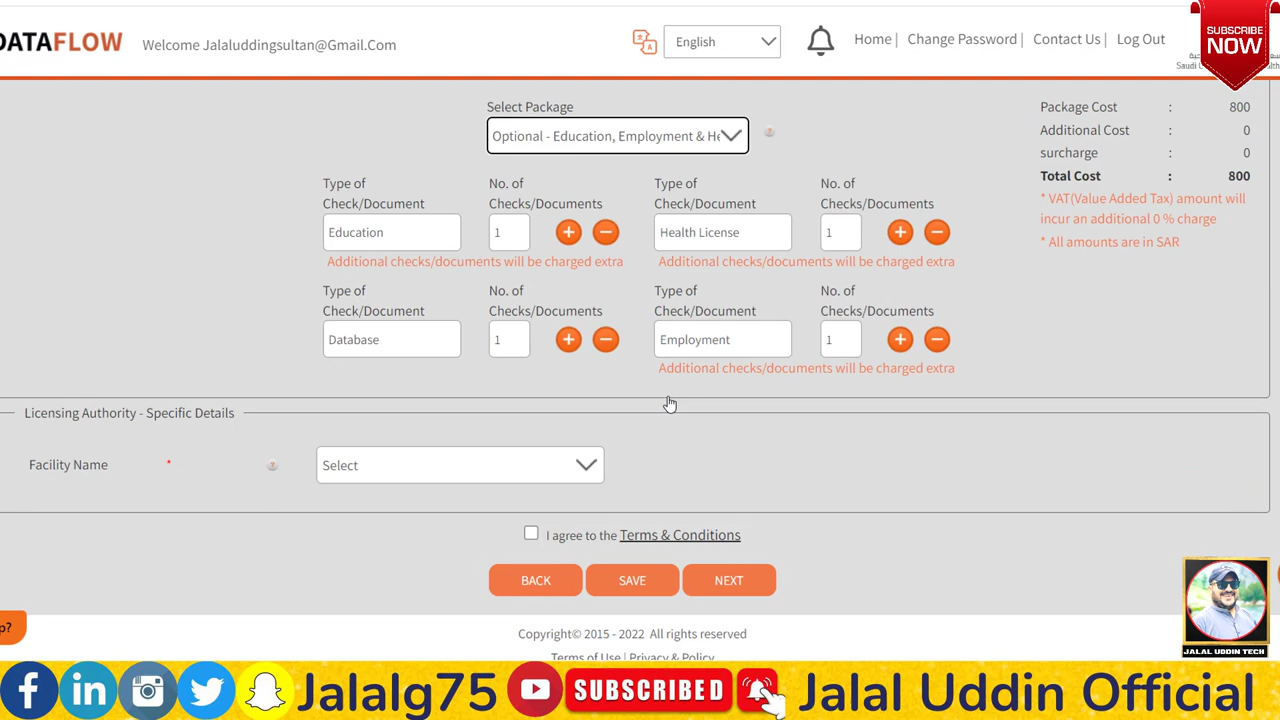 DATAFLOW
Welcome Jalaluddingsultan@Gmail.Com
English
Home | Change Password | Contact Us | Log Out
SUBSCRIBE
NOW
Select Package
Optional - Education, Employment & He
Package Cost : 800
Additional Cost : 0
surcharge : 0
Total Cost : 800
* VAT(Value Added Tax) amount will
incur an additional 0 % charge
* All amounts are in SAR
Type of
Check/Document
No. of
Checks/Documents
Type of
Check/Document
No. of
Checks/Documents
Education 1 + − Health License 1 + −
Additional checks/documents will be charged extra
Additional checks/documents will be charged extra
Type of
Check/Document
No. of
Checks/Documents
Type of
Check/Document
No. of
Checks/Documents
Database 1 + − Employment 1 + −
Additional checks/documents will be charged extra
Licensing Authority - Specific Details
Facility Name * Select
I agree to the Terms & Conditions
BACK SAVE NEXT
p?
Copyright© 2015 - 2022 All rights reserved
Terms of Use | Privacy & Policy
JALAL UDDIN TECH
Jalalg75 SUBSCRIBED Jalal Uddin Official